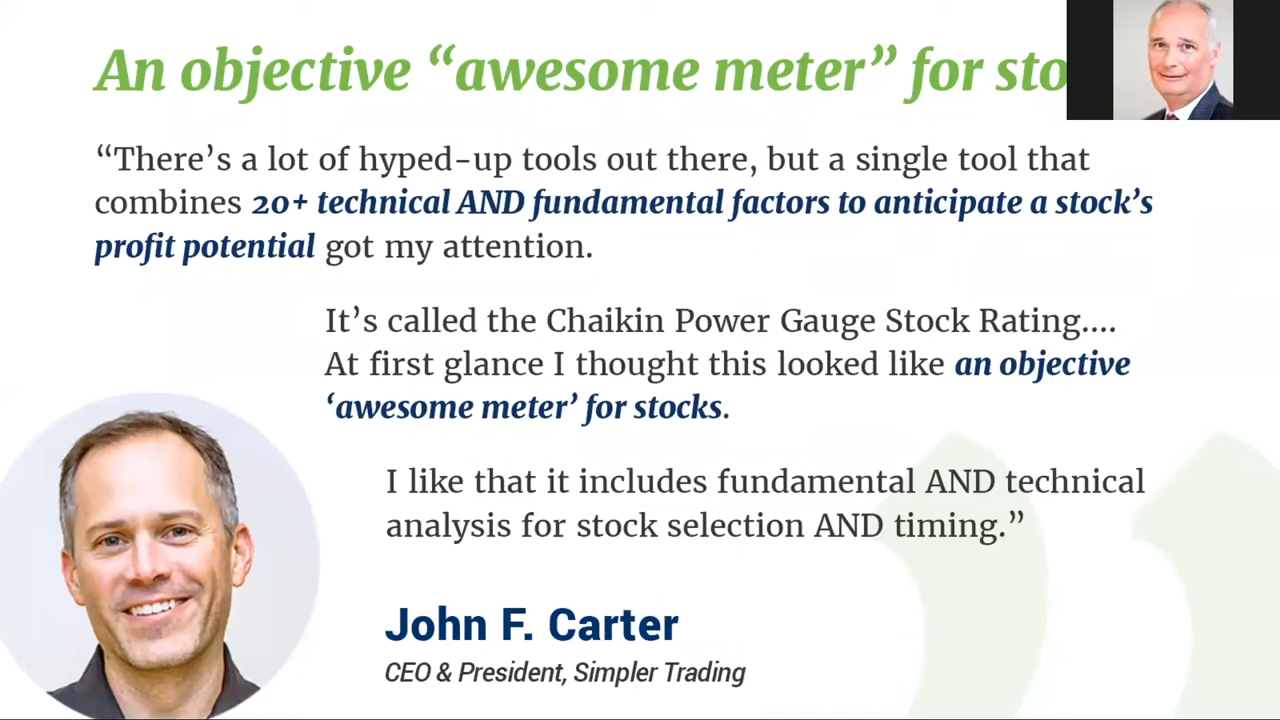 An objective “awesome meter” for sto
“There’s a lot of hyped-up tools out there, but a single tool that
combines 20+ technical AND fundamental factors to anticipate a stock’s
profit potential got my attention.
It’s called the Chaikin Power Gauge Stock Rating....
At first glance I thought this looked like an objective
‘awesome meter’ for stocks.
I like that it includes fundamental AND technical
analysis for stock selection AND timing.”
John F. Carter
CEO & President, Simpler Trading